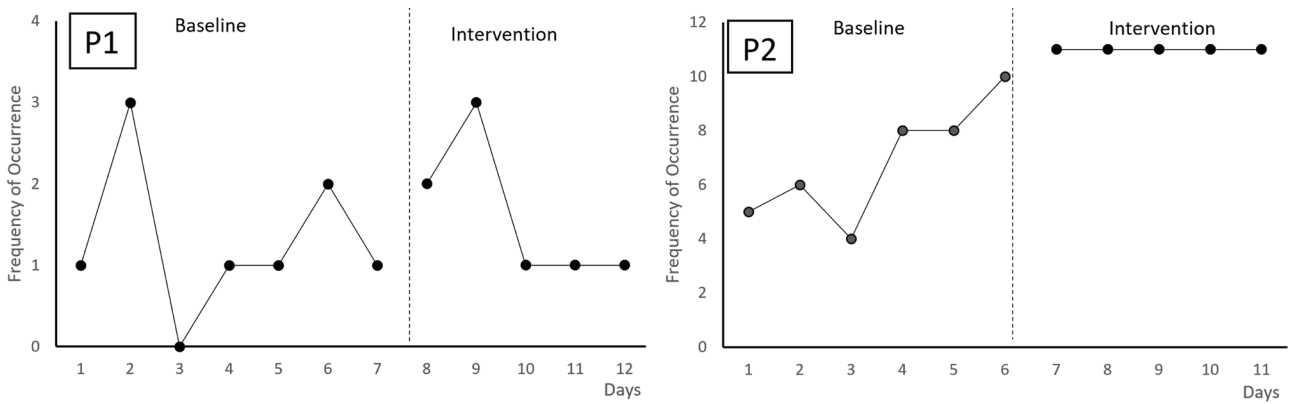 P1
Baseline
Intervention
Frequency of Occurrence
4
3
2
1
0
1 2 3 4 5 6 7 8 9 10 11 12
Days
P2
Baseline
Intervention
Frequency of Occurrence
12
10
8
6
4
2
0
1 2 3 4 5 6 7 8 9 10 11
Days